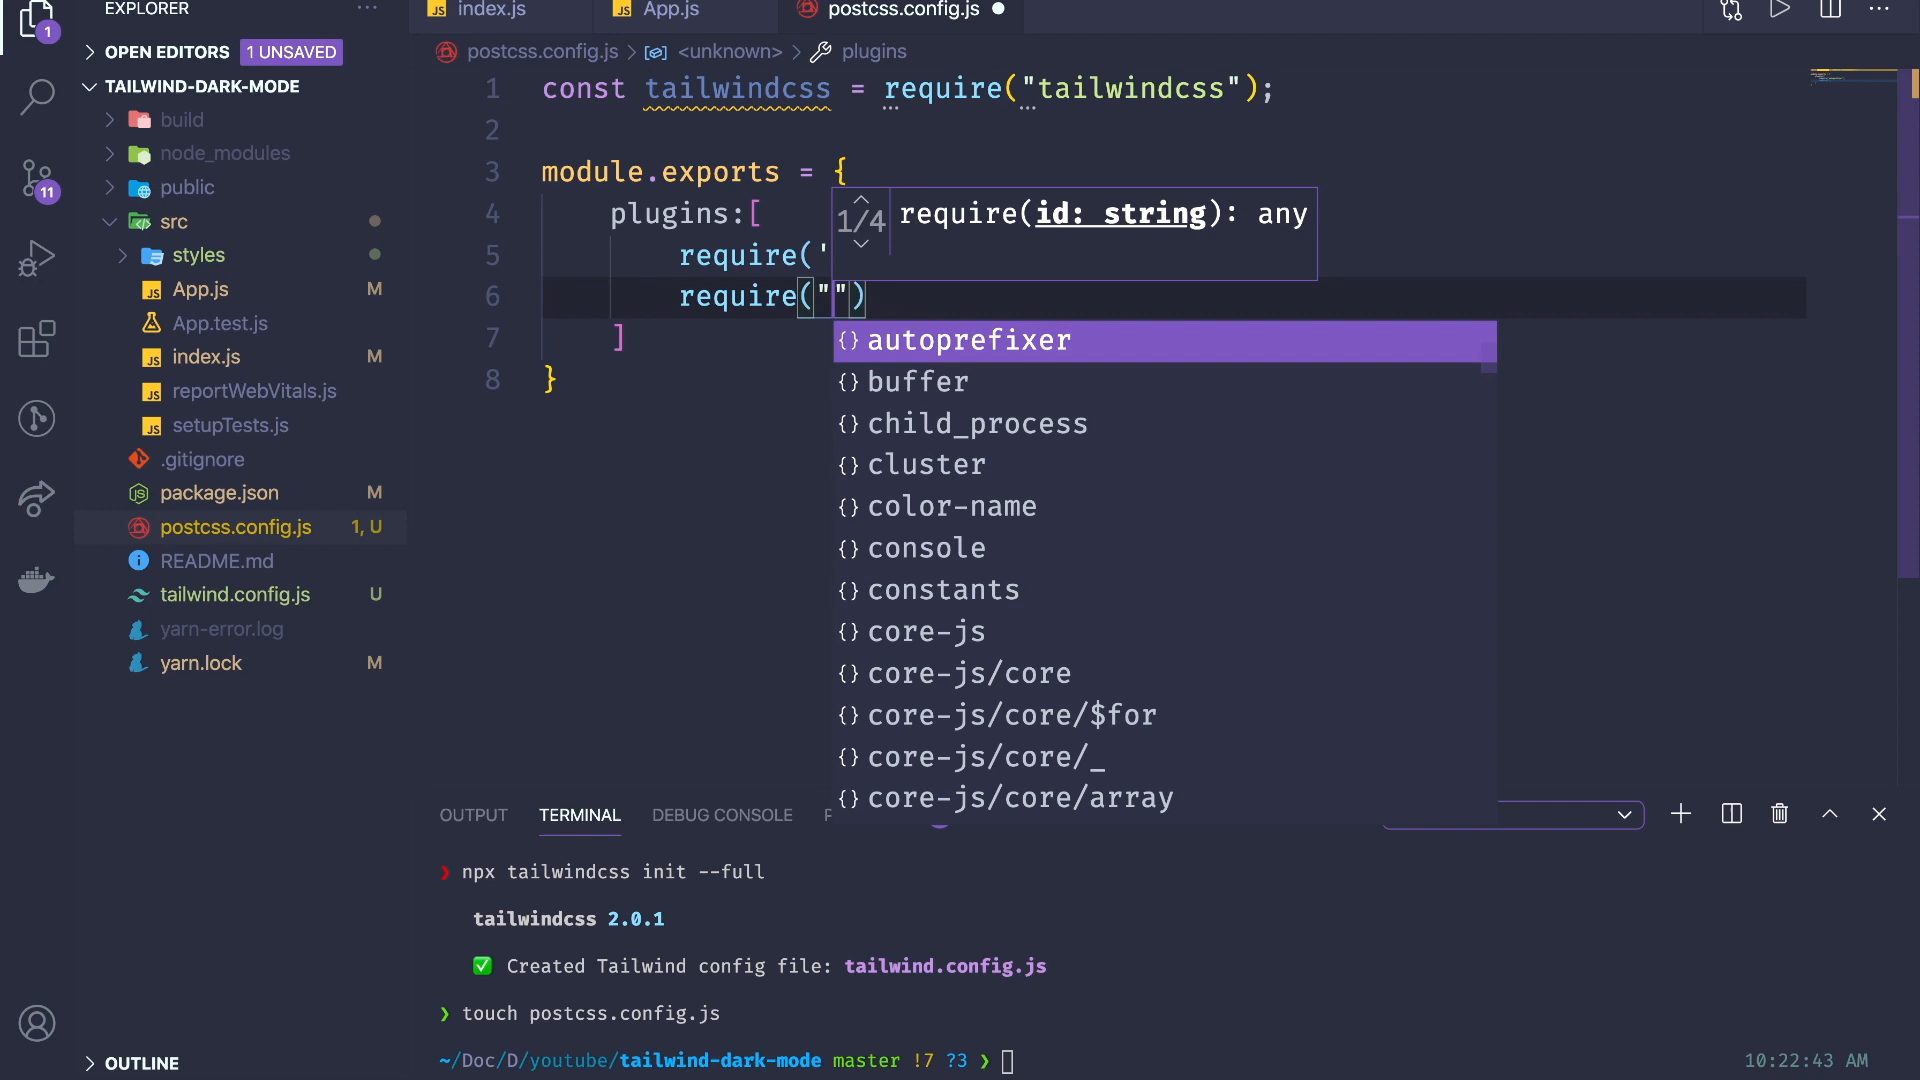 EXPLORER
index.js
App.js
postcss.config.js
1
OPEN EDITORS
1 UNSAVED
postcss.config.js
<unknown>
plugins
TAILWIND-DARK-MODE
build
node_modules
public
src
styles
App.js M
App.test.js
index.js M
reportWebVitals.js
setupTests.js
.gitignore
package.json M
postcss.config.js 1, U
README.md
tailwind.config.js U
yarn-error.log
yarn.lock M
11
OUTLINE
1 const tailwindcss = require("tailwindcss");
2
3 module.exports = {
4 plugins:[
5 require('
6 require("")
7 ]
8 }
1/4 require(id: string): any
{} autoprefixer
{} buffer
{} child_process
{} cluster
{} color-name
{} console
{} constants
{} core-js
{} core-js/core
{} core-js/core/$for
{} core-js/core/_
{} core-js/core/array
OUTPUT
TERMINAL
DEBUG CONSOLE
❯ npx tailwindcss init --full
tailwindcss 2.0.1
✅ Created Tailwind config file: tailwind.config.js
❯ touch postcss.config.js
~/Doc/D/youtube/tailwind-dark-mode master !7 ?3 ❯
10:22:43 AM